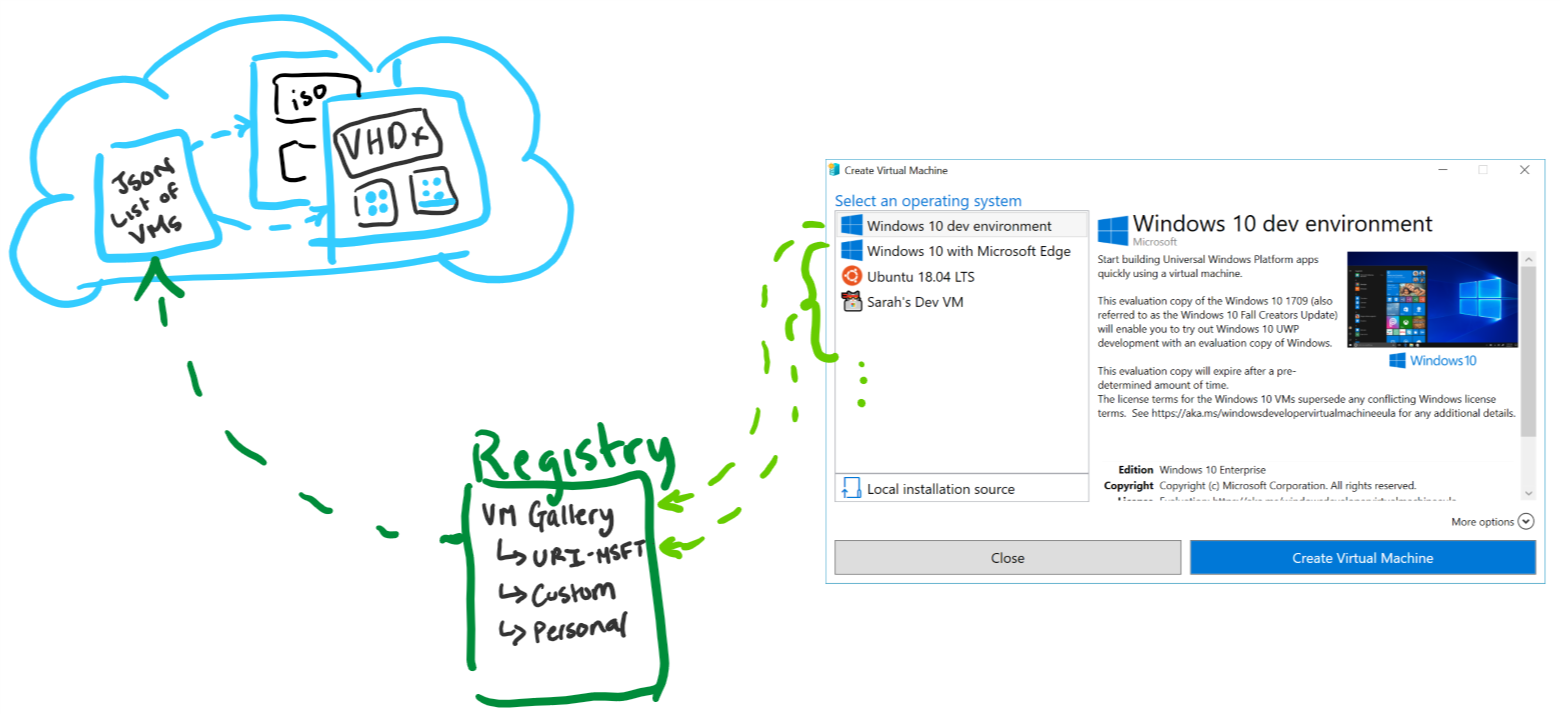 iso
VHDx
JSON
List of
VMs
Registry
VM Gallery
URI-MSFT
Custom
Personal
Create Virtual Machine
Select an operating system
Windows 10 dev environment
Windows 10 with Microsoft Edge
Ubuntu 18.04 LTS
Sarah's Dev VM
Local installation source
Windows 10 dev environment
Microsoft
Start building Universal Windows Platform apps
quickly using a virtual machine.
This evaluation copy of the Windows 10 1709 (also
referred to as the Windows 10 Fall Creators Update)
will enable you to try out Windows 10 UWP
development with an evaluation copy of Windows.
This evaluation copy will expire after a pre-
determined amount of time.
The license terms for the Windows 10 VMs supersede any conflicting Windows license
terms. See https://aka.ms/windowsdevelopervirtualmachineeula for any additional details.
Windows10
Edition Windows 10 Enterprise
Copyright Copyright (c) Microsoft Corporation. All rights reserved.
License Evaluation: https://aka.ms/windowsdevelopervirtualmachineeula
More options
Close
Create Virtual Machine